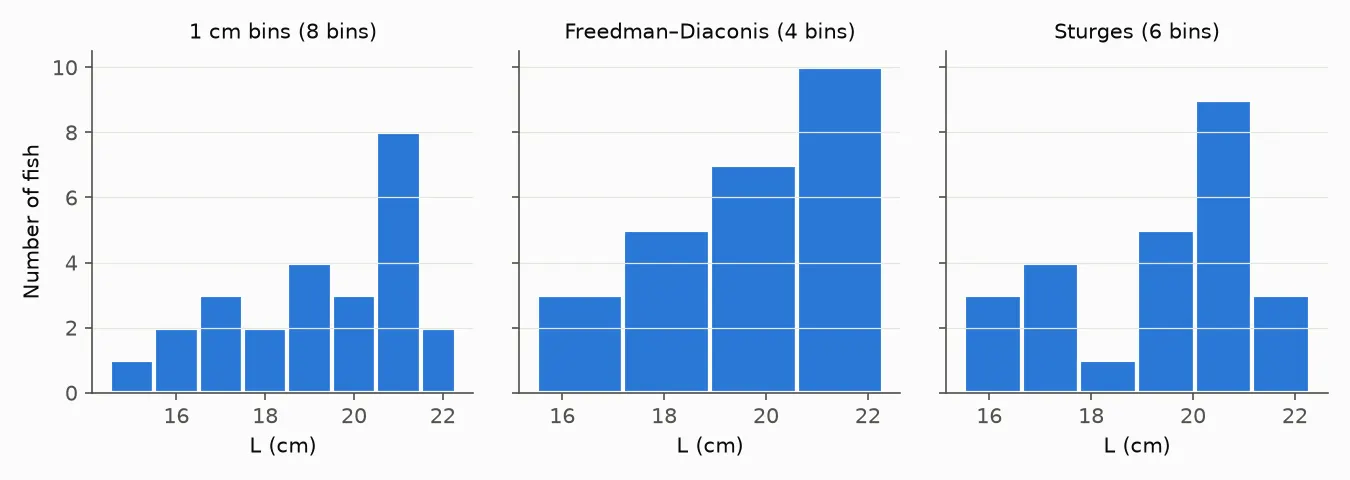 1 cm bins (8 bins)
Freedman–Diaconis (4 bins)
Sturges (6 bins)
Number of fish
10
8
6
4
2
0
16 18 20 22
16 18 20 22
16 18 20 22
L (cm)
L (cm)
L (cm)